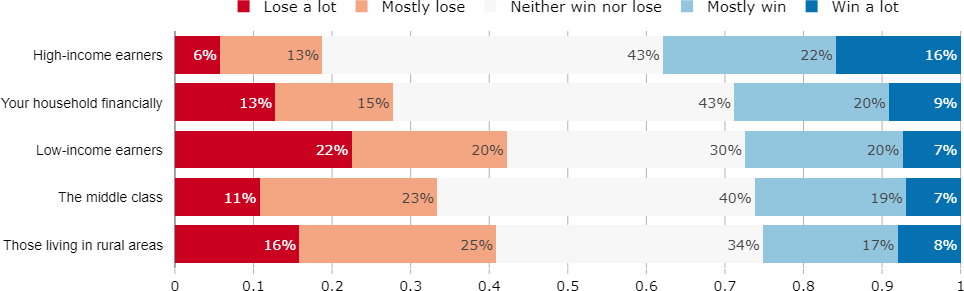 Lose a lot Mostly lose Neither win nor lose Mostly win Win a lot
High-income earners 6% 13% 43% 22% 16%
Your household financially 13% 15% 43% 20% 9%
Low-income earners 22% 20% 30% 20% 7%
The middle class 11% 23% 40% 19% 7%
Those living in rural areas 16% 25% 34% 17% 8%
0 0.1 0.2 0.3 0.4 0.5 0.6 0.7 0.8 0.9 1